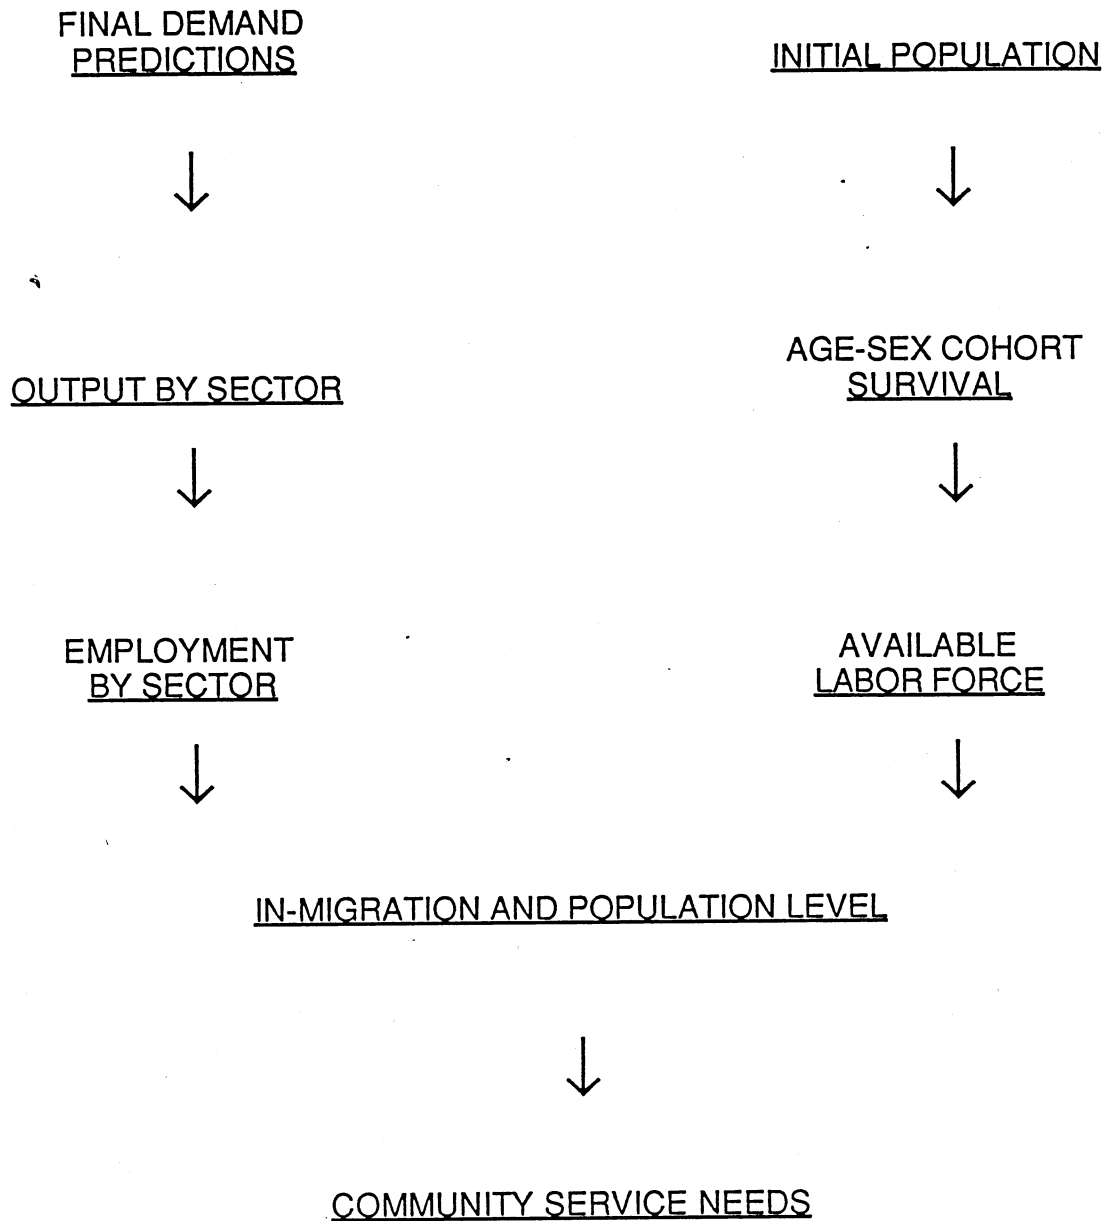 FINAL DEMAND
PREDICTIONS
INITIAL POPULATION
OUTPUT BY SECTOR
AGE-SEX COHORT
SURVIVAL
EMPLOYMENT
BY SECTOR
AVAILABLE
LABOR FORCE
IN-MIGRATION AND POPULATION LEVEL
COMMUNITY SERVICE NEEDS